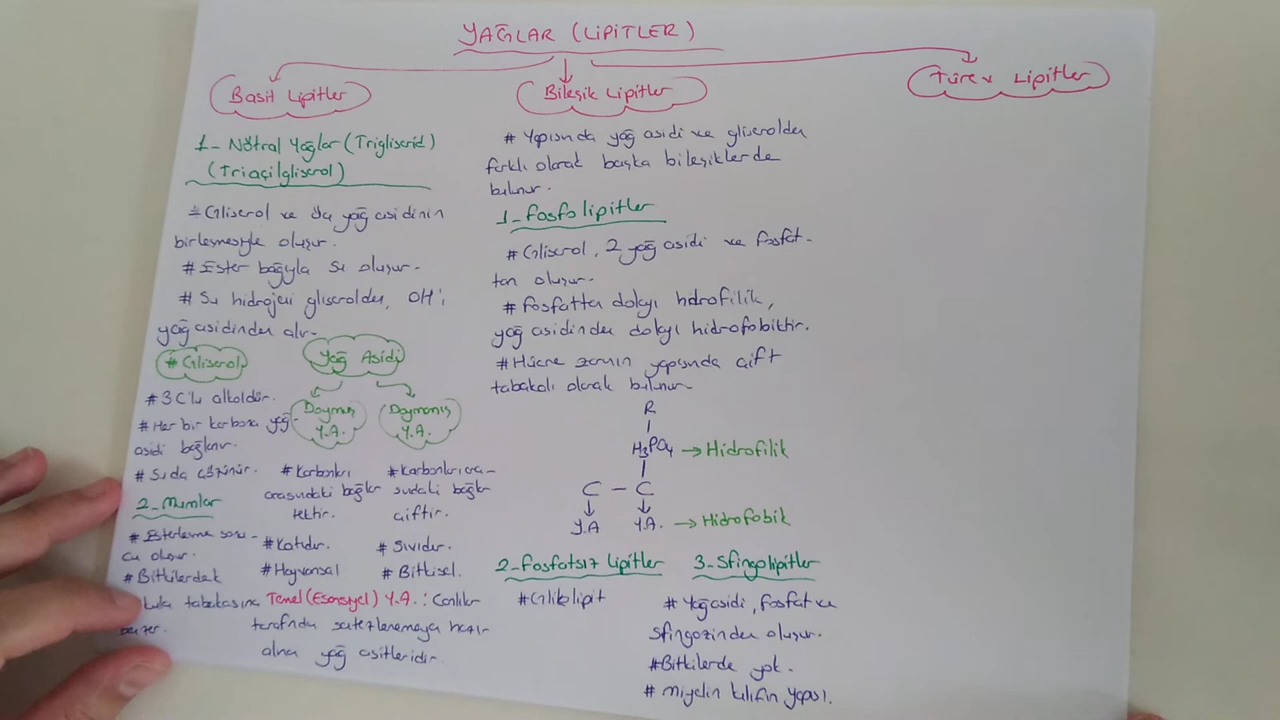 YAĞLAR (LİPİTLER)
Basit Lipitler
1- Nötral Yağlar (Trigliserid)
(Triaçilgliserol)
# Gliserol ve üç yağ asidinin
birleşmesiyle oluşur.
# Ester bağıyla su oluşur.
# Su hidrojeni gliserolden, OH'ı
yağ asidinden alır.
# Gliserol
# 3 C'lu alkoldür.
# Her bir karbona yağ
asidi bağlanır.
# Suda çözünür.
Yağ Asidi
Doymuş
Y.A.
# Karbonları
arasındaki bağlar
tektir.
# Katıdır.
# Hayvansal
Doymamış
Y.A.
# Karbonları ara-
sındaki bağlar
çiftir.
# Sıvıdır.
# Bitkisel.
Temel (Esansiyel) Y.A. : Canlılar
tarafından sentezlenemeyen hazır
alınan yağ asitleridir.
2- Mumlar
# Esterleşme sonu-
cu oluşur.
# Bitkilerdeki
tabakasına
benzer.
Bileşik Lipitler
# Yapısında yağ asidi ve gliserolden
farklı olarak başka bileşiklerde
bulunur.
1- Fosfolipitler
# Gliserol, 2 yağ asidi ve fosfat-
tan oluşur.
# Fosfattan dolayı hidrofilik,
yağ asidinden dolayı hidrofobiktir.
# Hücre zarının yapısında çift
tabakalı olarak bulunur.
R
H3PO4 → Hidrofilik
C - C
Y.A Y.A. → Hidrofobik
2- Fosfatsız Lipitler
# Glikolipit
3- Sfingolipitler
# Yağ asidi, fosfat ve
sfingozinden oluşur.
# Bitkilerde yok.
# Miyelin kılıfın yapısı.
Türev Lipitler